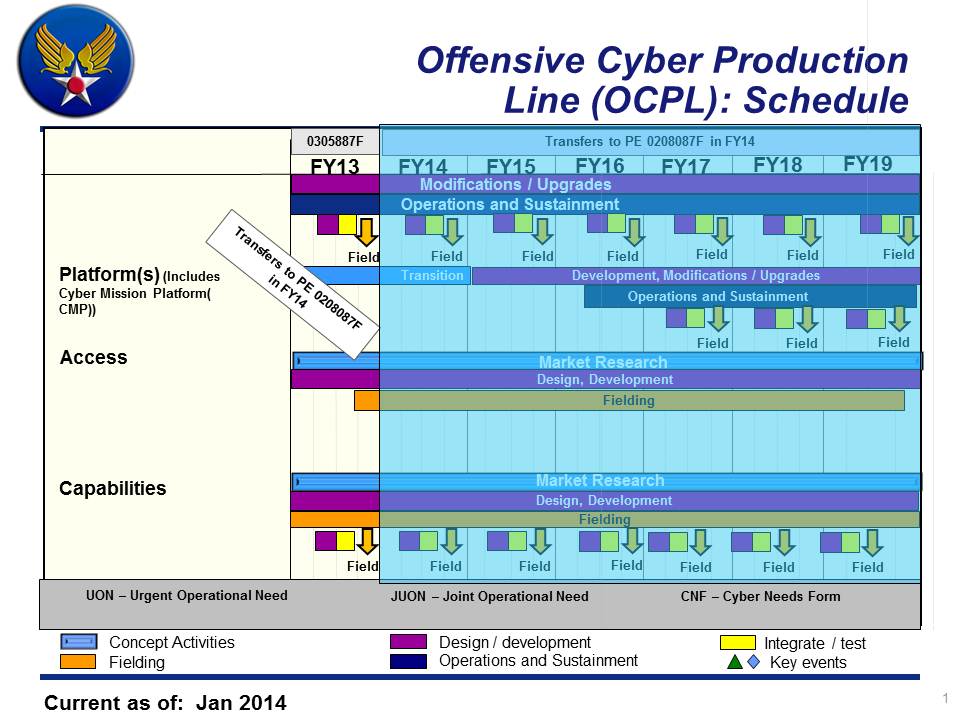 Offensive Cyber Production
Line (OCPL): Schedule
0305887F
Transfers to PE 0208087F in FY14
FY13 FY14 FY15 FY16 FY17 FY18 FY19
Modifications / Upgrades
Operations and Sustainment
Field Field Field Field Field Field Field
Transfers to PE 0208087F
in FY14
Platform(s) (Includes
Cyber Mission Platform(
CMP))
Transition
Development, Modifications / Upgrades
Operations and Sustainment
Field Field Field
Access
Market Research
Design, Development
Fielding
Capabilities
Market Research
Design, Development
Fielding
Field Field Field Field Field Field Field
UON – Urgent Operational Need
JUON – Joint Operational Need
CNF – Cyber Needs Form
Concept Activities
Design / development
Integrate / test
Fielding
Operations and Sustainment
Key events
Current as of: Jan 2014
1